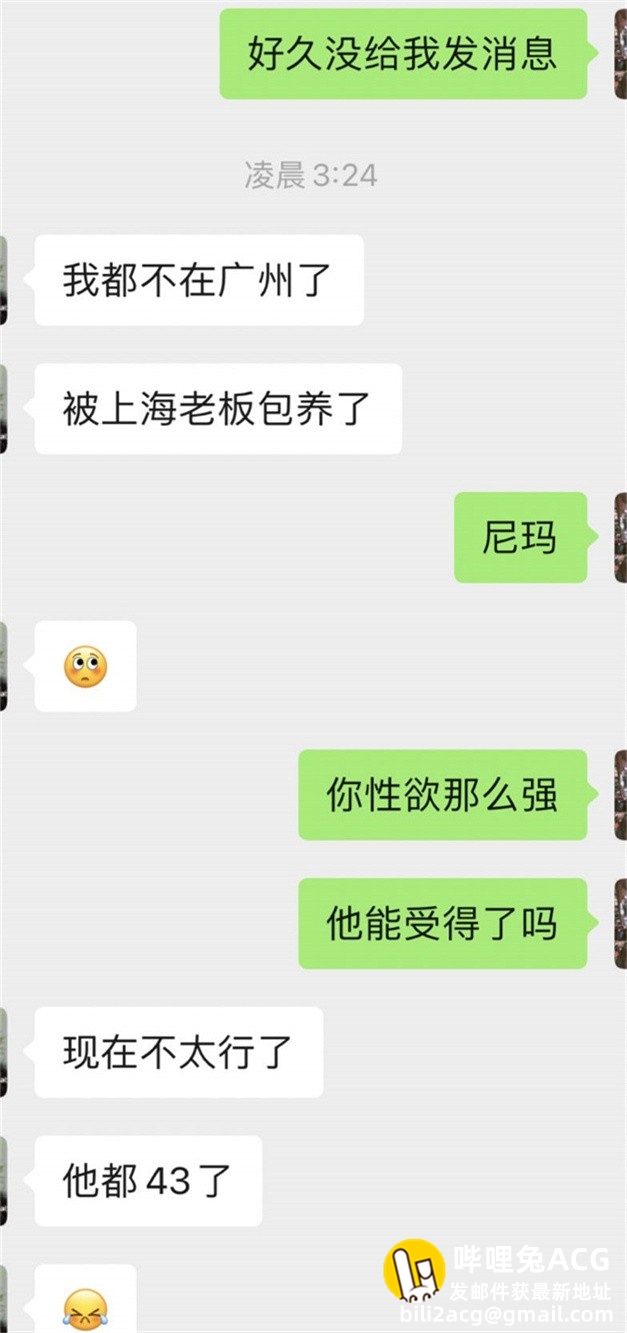 好久没给我发消息
凌晨 3:24
我都不在广州了
被上海老板包养了
尼玛
你性欲那么强
他能受得了吗
现在不太行了
他都 43 了
哔哩兔ACG
发邮件获最新地址
bili2acg@gmail.com